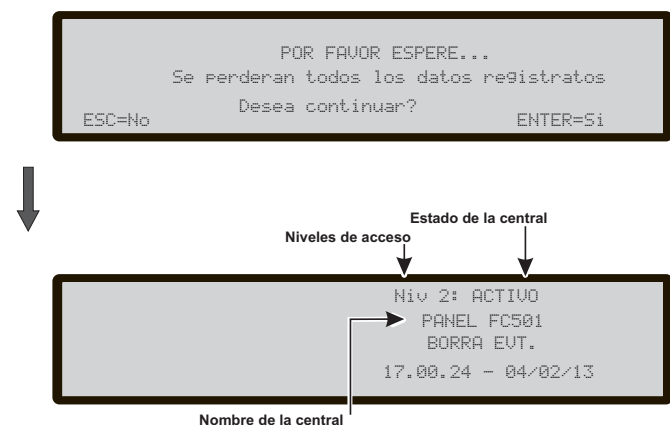 POR FAVOR ESPERE...
Se perderan todos los datos registratos
Desea continuar?
ESC=No ENTER=Si
Estado de la central
Niveles de acceso
Niv 2: ACTIVO
PANEL FC501
BORRA EVT.
17.00.24 - 04/02/13
Nombre de la central